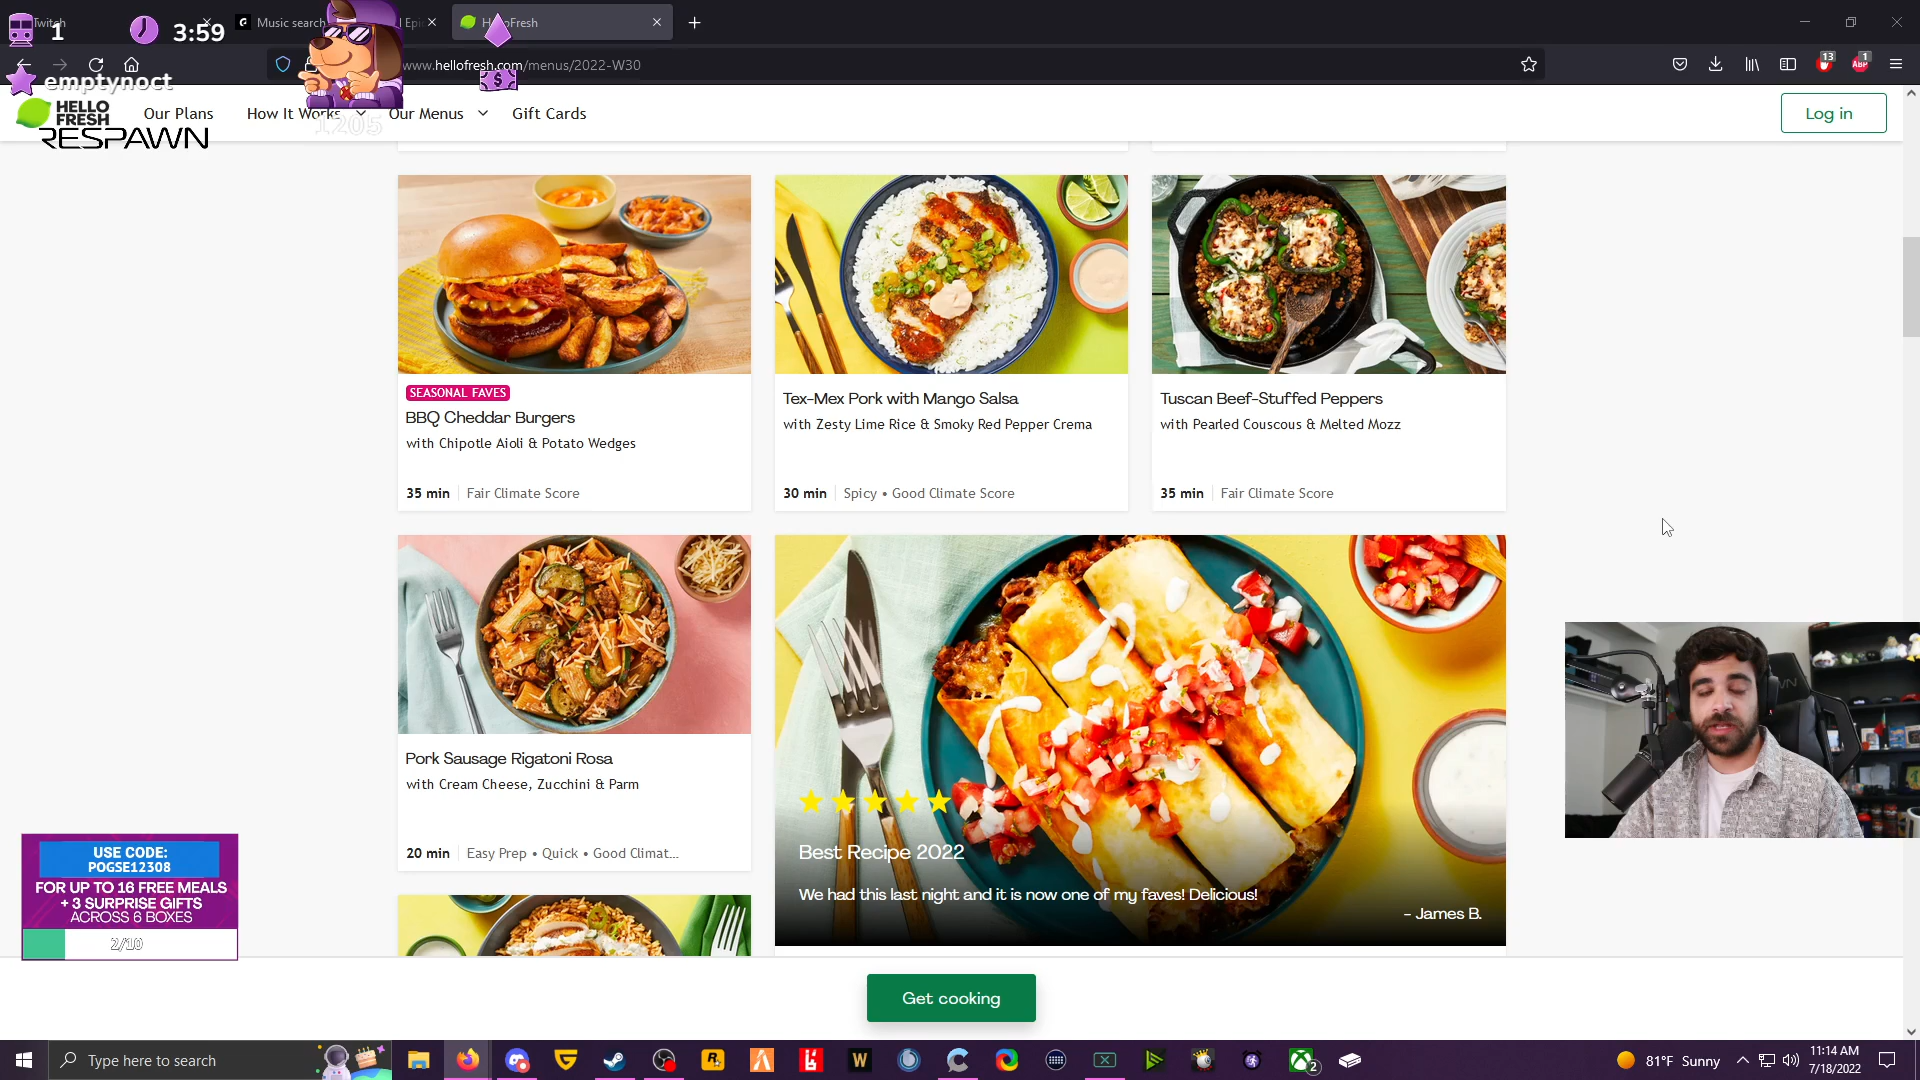 1
3:59
Twitch
Music search
Epi
HelloFresh
www.hellofresh.com/menus/2022-W30
13
1
ABP
emptynoct
1205
HELLO
FRESH
RESPAWN
Our Plans
How It Works
Our Menus
Gift Cards
Log in
SEASONAL FAVES
BBQ Cheddar Burgers
with Chipotle Aioli & Potato Wedges
35 min
Fair Climate Score
Tex-Mex Pork with Mango Salsa
with Zesty Lime Rice & Smoky Red Pepper Crema
30 min
Spicy • Good Climate Score
Tuscan Beef-Stuffed Peppers
with Pearled Couscous & Melted Mozz
35 min
Fair Climate Score
Pork Sausage Rigatoni Rosa
with Cream Cheese, Zucchini & Parm
20 min
Easy Prep • Quick • Good Climat...
Best Recipe 2022
We had this last night and it is now one of my faves! Delicious!
- James B.
USE CODE:
POGSE12308
FOR UP TO 16 FREE MEALS
+ 3 SURPRISE GIFTS
ACROSS 6 BOXES
2/10
Get cooking
Type here to search
81°F Sunny
11:14 AM
7/18/2022
2